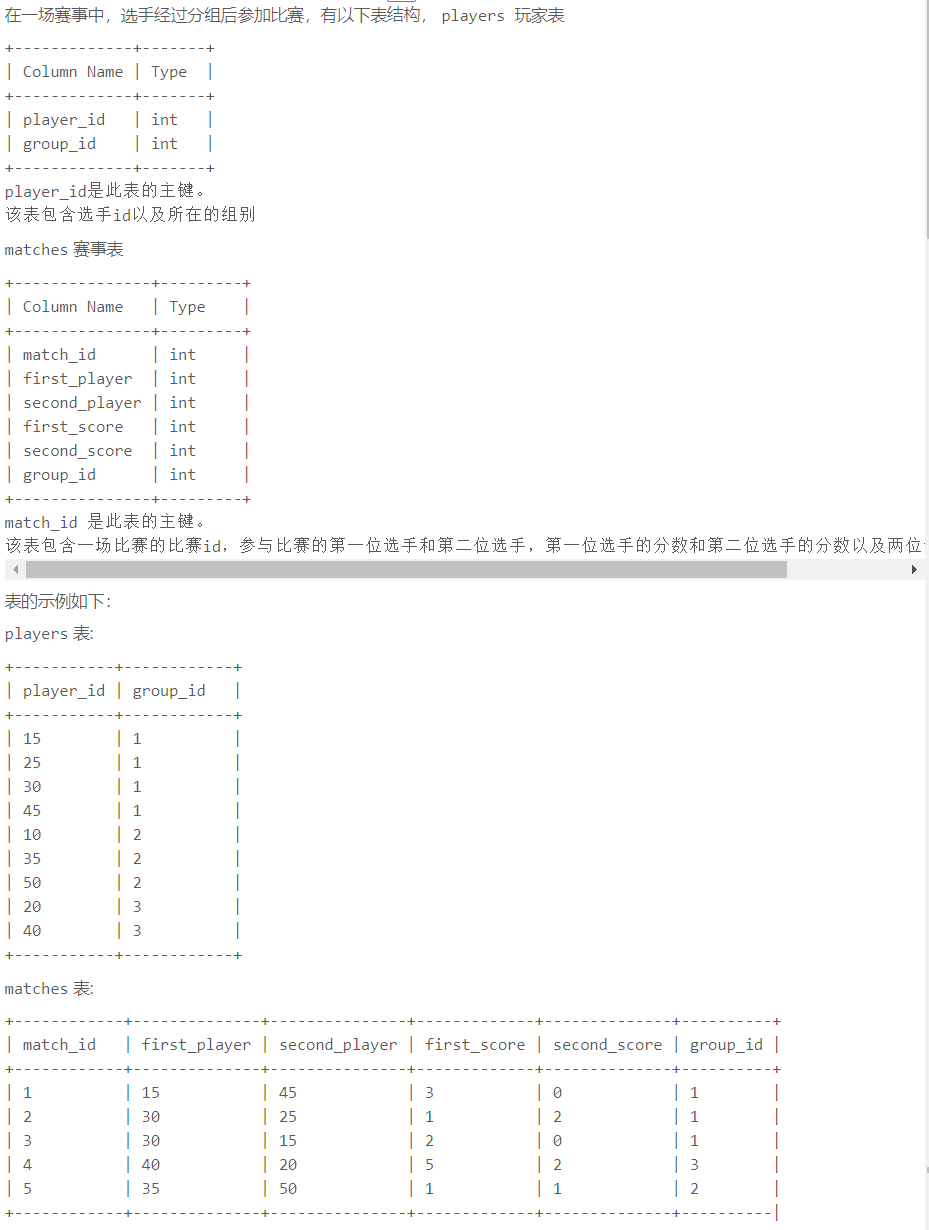 在一场赛事中，选手经过分组后参加比赛，有以下表结构， players 玩家表
+-------------+-------+
| Column Name | Type  |
+-------------+-------+
| player_id   | int   |
| group_id    | int   |
+-------------+-------+
player_id是此表的主键。
该表包含选手id以及所在的组别
matches 赛事表
+---------------+---------+
| Column Name   | Type    |
+---------------+---------+
| match_id      | int     |
| first_player  | int     |
| second_player | int     |
| first_score   | int     |
| second_score  | int     |
| group_id      | int     |
+---------------+---------+
match_id 是此表的主键。
该表包含一场比赛的比赛id，参与比赛的第一位选手和第二位选手，第一位选手的分数和第二位选手的分数以及两位
表的示例如下：
players 表:
+-----------+------------+
| player_id | group_id   |
+-----------+------------+
| 15        | 1          |
| 25        | 1          |
| 30        | 1          |
| 45        | 1          |
| 10        | 2          |
| 35        | 2          |
| 50        | 2          |
| 20        | 3          |
| 40        | 3          |
+-----------+------------+
matches 表:
+------------+--------------+---------------+-------------+--------------+----------+
| match_id   | first_player | second_player | first_score | second_score | group_id |
+------------+--------------+---------------+-------------+--------------+----------+
| 1          | 15           | 45            | 3           | 0            | 1        |
| 2          | 30           | 25            | 1           | 2            | 1        |
| 3          | 30           | 15            | 2           | 0            | 1        |
| 4          | 40           | 20            | 5           | 2            | 3        |
| 5          | 35           | 50            | 1           | 1            | 2        |
+------------+--------------+---------------+-------------+--------------+----------|